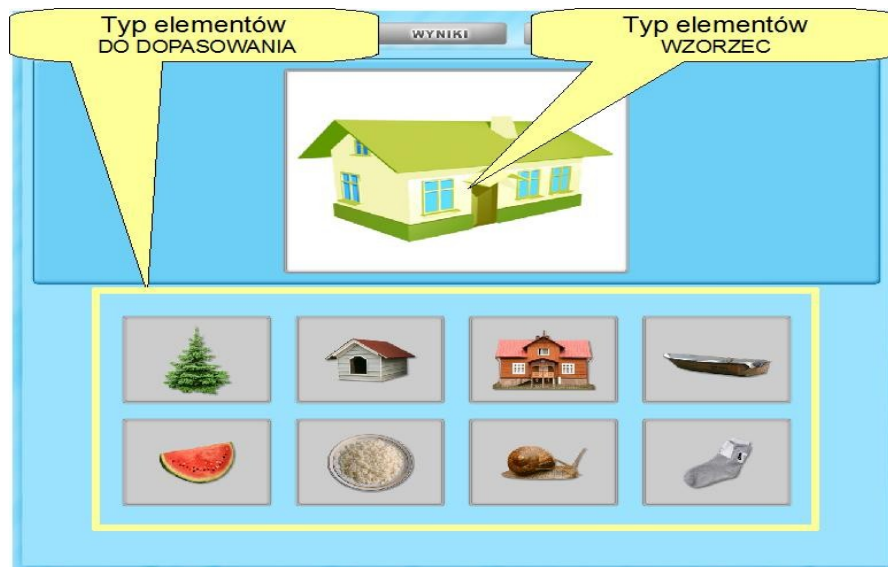 Typ elementów
DO DOPASOWANIA
WYNIKI
Typ elementów
WZORZEC